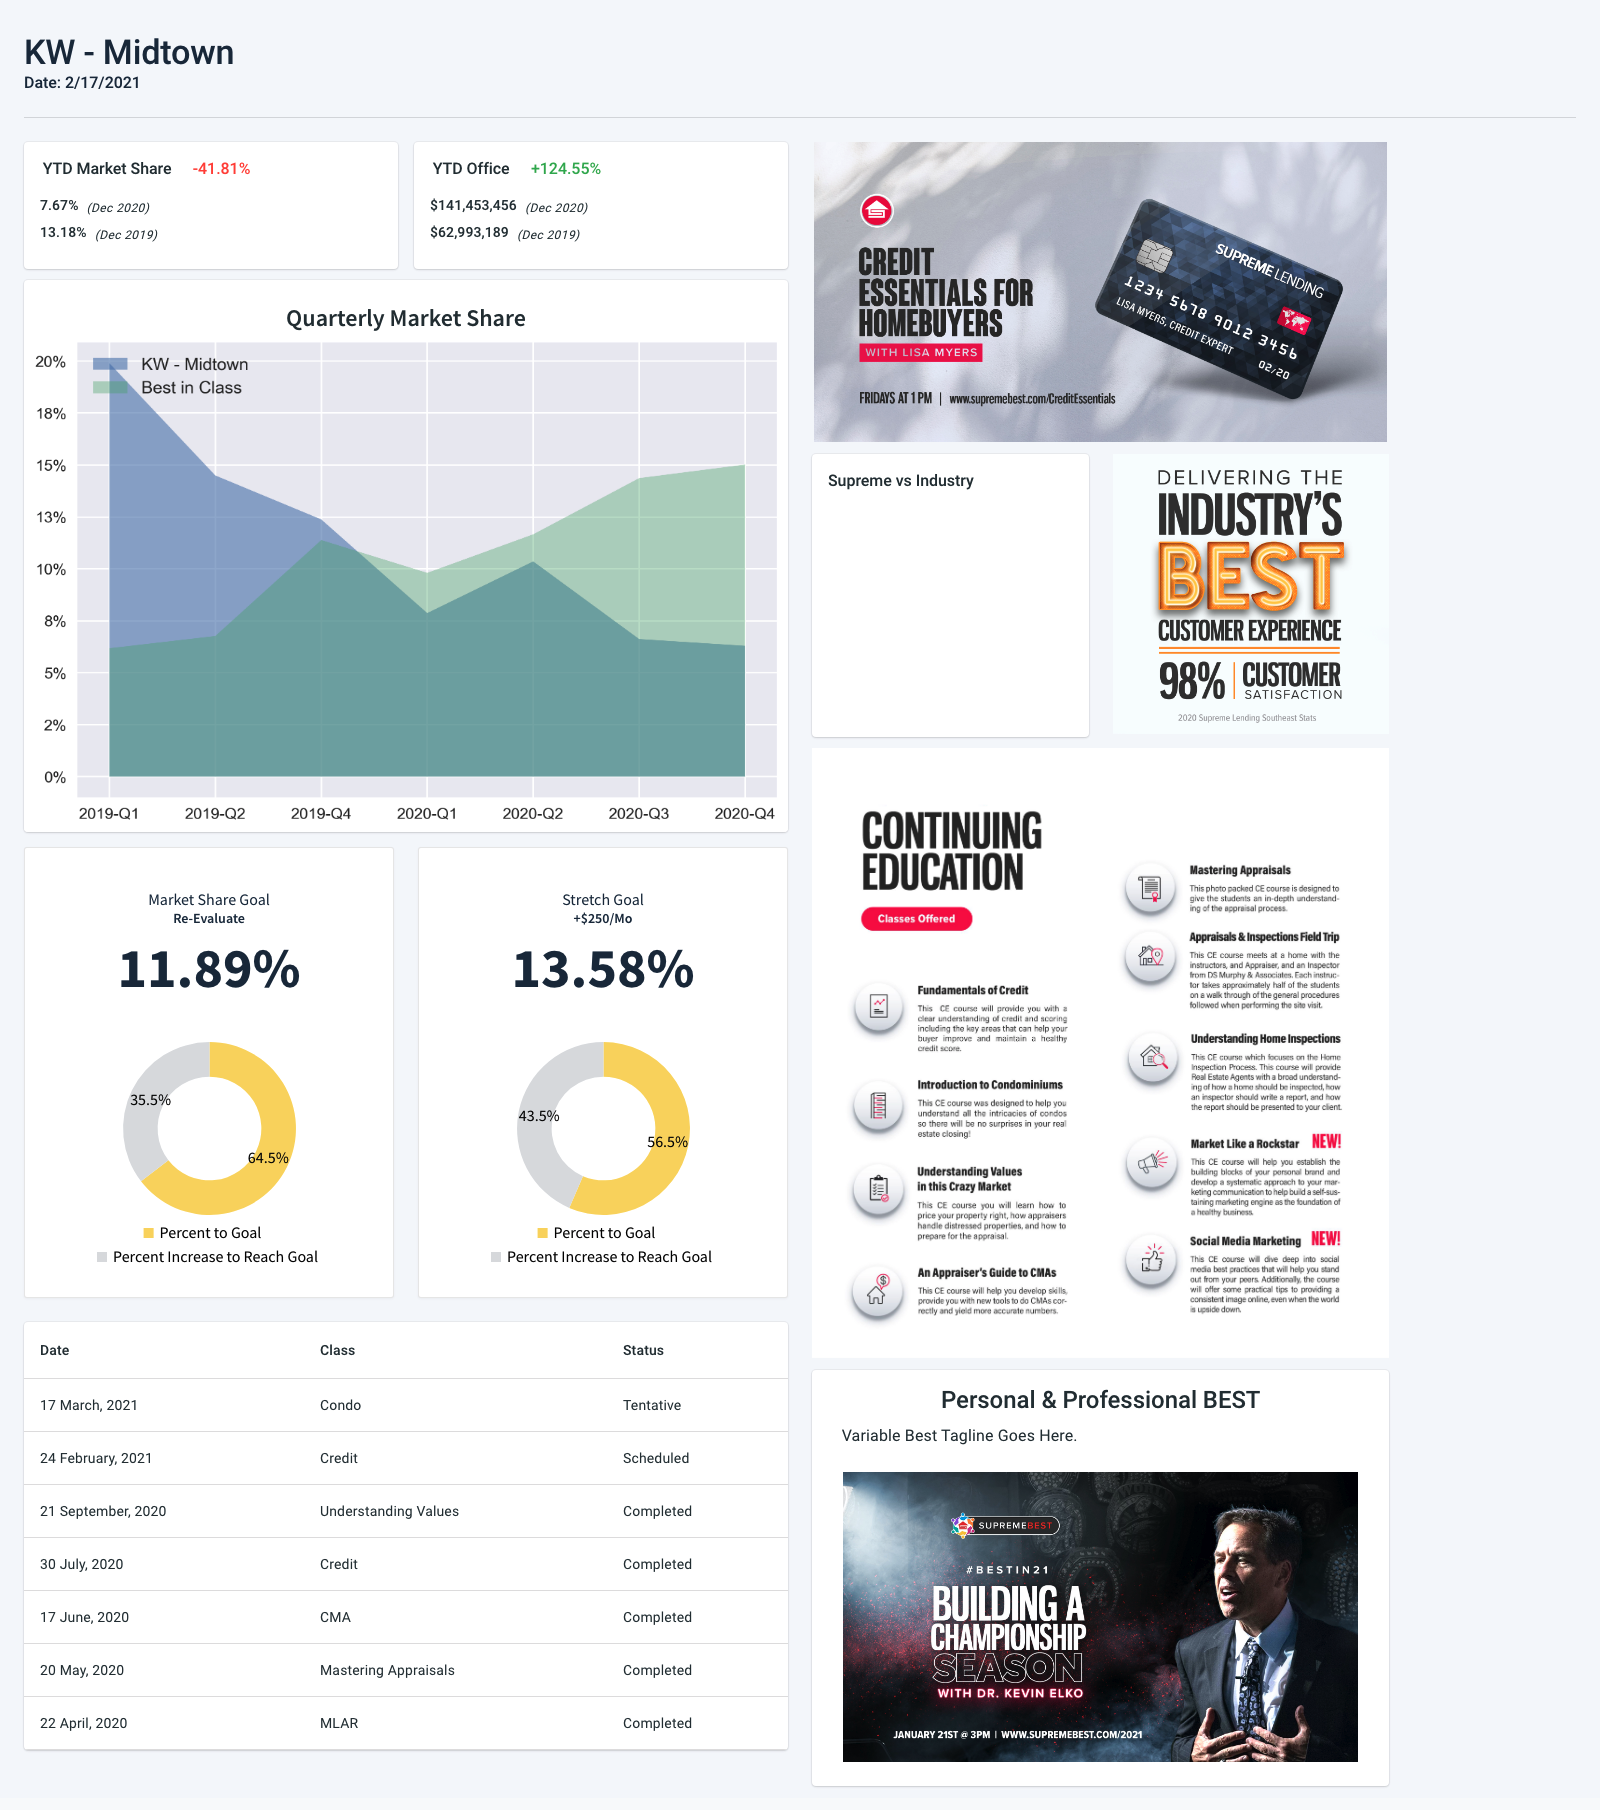 KW - Midtown
Date: 2/17/2021
YTD Market Share -41.81%
7.67% (Dec 2020)
13.18% (Dec 2019)
YTD Office +124.55%
$141,453,456 (Dec 2020)
$62,993,189 (Dec 2019)
Quarterly Market Share
KW - Midtown
Best in Class
20%
18%
15%
13%
10%
8%
5%
2%
0%
2019-Q1 2019-Q2 2019-Q4 2020-Q1 2020-Q2 2020-Q3 2020-Q4
Market Share Goal
Re-Evaluate
11.89%
35.5%
64.5%
Percent to Goal
Percent Increase to Reach Goal
Stretch Goal
+$250/Mo
13.58%
43.5%
56.5%
Percent to Goal
Percent Increase to Reach Goal
Date Class Status
17 March, 2021 Condo Tentative
24 February, 2021 Credit Scheduled
21 September, 2020 Understanding Values Completed
30 July, 2020 Credit Completed
17 June, 2020 CMA Completed
20 May, 2020 Mastering Appraisals Completed
22 April, 2020 MLAR Completed
CREDIT
ESSENTIALS FOR
HOMEBUYERS
WITH LISA MYERS
FRIDAYS AT 1 PM | www.supremebest.com/CreditEssentials
SUPREME LENDING
1234 5678 9012 3456
LISA MYERS, CREDIT EXPERT
02/20
Supreme vs Industry
DELIVERING THE
INDUSTRY'S
BEST
CUSTOMER EXPERIENCE
98% CUSTOMER
SATISFACTION
2020 Supreme Lending Southeast Stats
CONTINUING
EDUCATION
Classes Offered
Fundamentals of Credit
This CE course will provide you with a
clear understanding of credit and scoring
including the key areas that can help your
buyer improve and maintain a healthy
credit score.
Introduction to Condominiums
This CE course was designed to help you
understand all the intricacies of condos
so there will be no surprises in your real
estate closing!
Understanding Values
in this Crazy Market
This CE course you will learn how to
price your property right, how appraisers
handle distressed properties, and how to
prepare for the appraisal.
An Appraiser's Guide to CMAs
This CE course will help you develop skills,
provide you with new tools to do CMAs cor-
rectly and yield more accurate numbers.
Mastering Appraisals
This photo packed CE course is designed to
give the students an in-depth understand-
ing of the appraisal process.
Appraisals & Inspections Field Trip
This CE course meets at a home with the
instructors, and Appraiser, and an Inspector
from DS Murphy & Associates. Each instruc-
tor takes approximately half of the students
on a walk through of the general procedures
followed when performing the site visit.
Understanding Home Inspections
This CE course which focuses on the Home
Inspection Process. This course will provide
Real Estate Agents with a broad understand-
ing of how a home should be inspected, how
an inspector should write a report, and how
the report should be presented to your client.
Market Like a Rockstar NEW!
This CE course will help you establish the
building blocks of your personal brand and
develop a systematic approach to your mar-
keting communication to help build a self-sus-
taining marketing engine as the foundation of
a healthy business.
Social Media Marketing NEW!
This CE course will dive deep into social
media best practices that will help you stand
out from your peers. Additionally, the course
will offer some practical tips to providing a
consistent image online, even when the world
is upside down.
Personal & Professional BEST
Variable Best Tagline Goes Here.
SUPREMEBEST
#BESTIN21
BUILDING A
CHAMPIONSHIP
SEASON
WITH DR. KEVIN ELKO
JANUARY 21ST @ 3PM | WWW.SUPREMEBEST.COM/2021